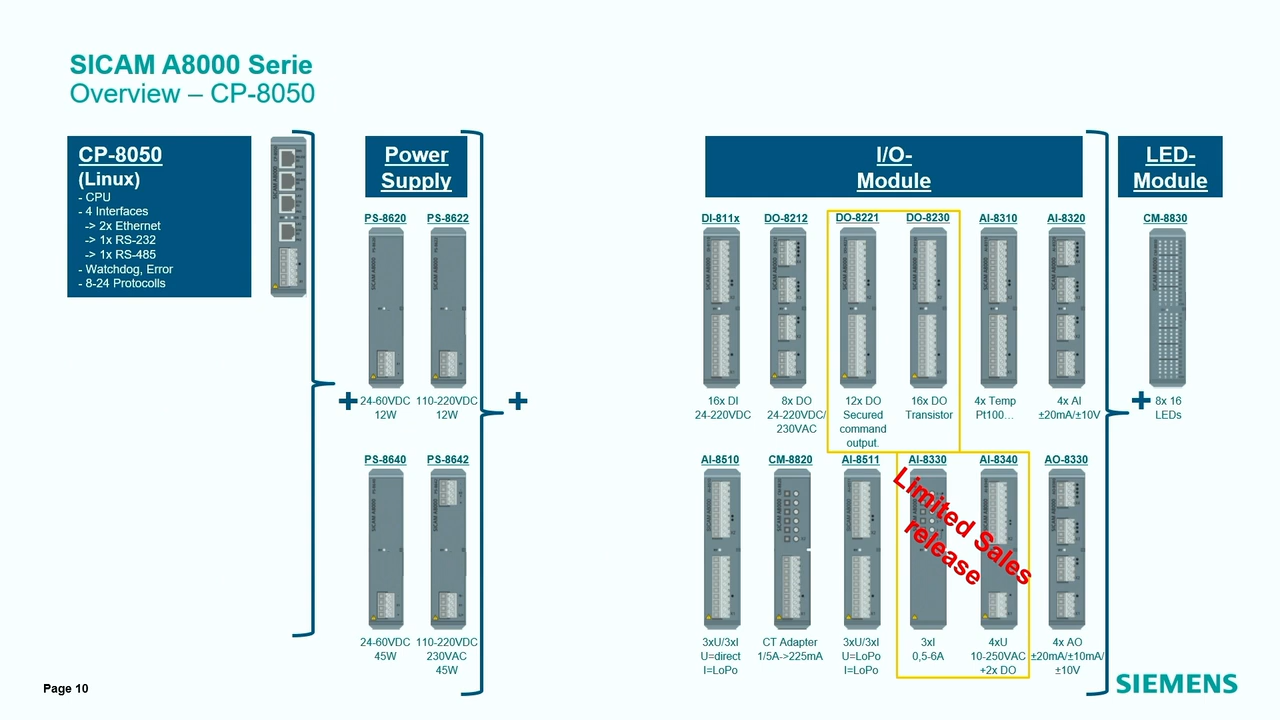 SICAM A8000 Serie
Overview – CP-8050
CP-8050
(Linux)
- CPU
- 4 Interfaces
-> 2x Ethernet
-> 1x RS-232
-> 1x RS-485
- Watchdog, Error
- 8-24 Protocolls
Power
Supply
PS-8620
24-60VDC
12W
PS-8622
110-220VDC
12W
PS-8640
24-60VDC
45W
PS-8642
110-220VDC
230VAC
45W
+
+
I/O-
Module
DI-811x
16x DI
24-220VDC
DO-8212
8x DO
24-220VDC/
230VAC
DO-8221
12x DO
Secured
command
output.
DO-8230
16x DO
Transistor
AI-8310
4x Temp
Pt100...
AI-8320
4x AI
±20mA/±10V
AI-8510
3xU/3xI
U=direct
I=LoPo
CM-8820
CT Adapter
1/5A->225mA
AI-8511
3xU/3xI
U=LoPo
I=LoPo
AI-8330
3xI
0,5-6A
AI-8340
4xU
10-250VAC
+2x DO
Limited Sales
release
AO-8330
4x AO
±20mA/±10mA/
±10V
+
LED-
Module
CM-8830
8x 16
LEDs
Page 10
SIEMENS